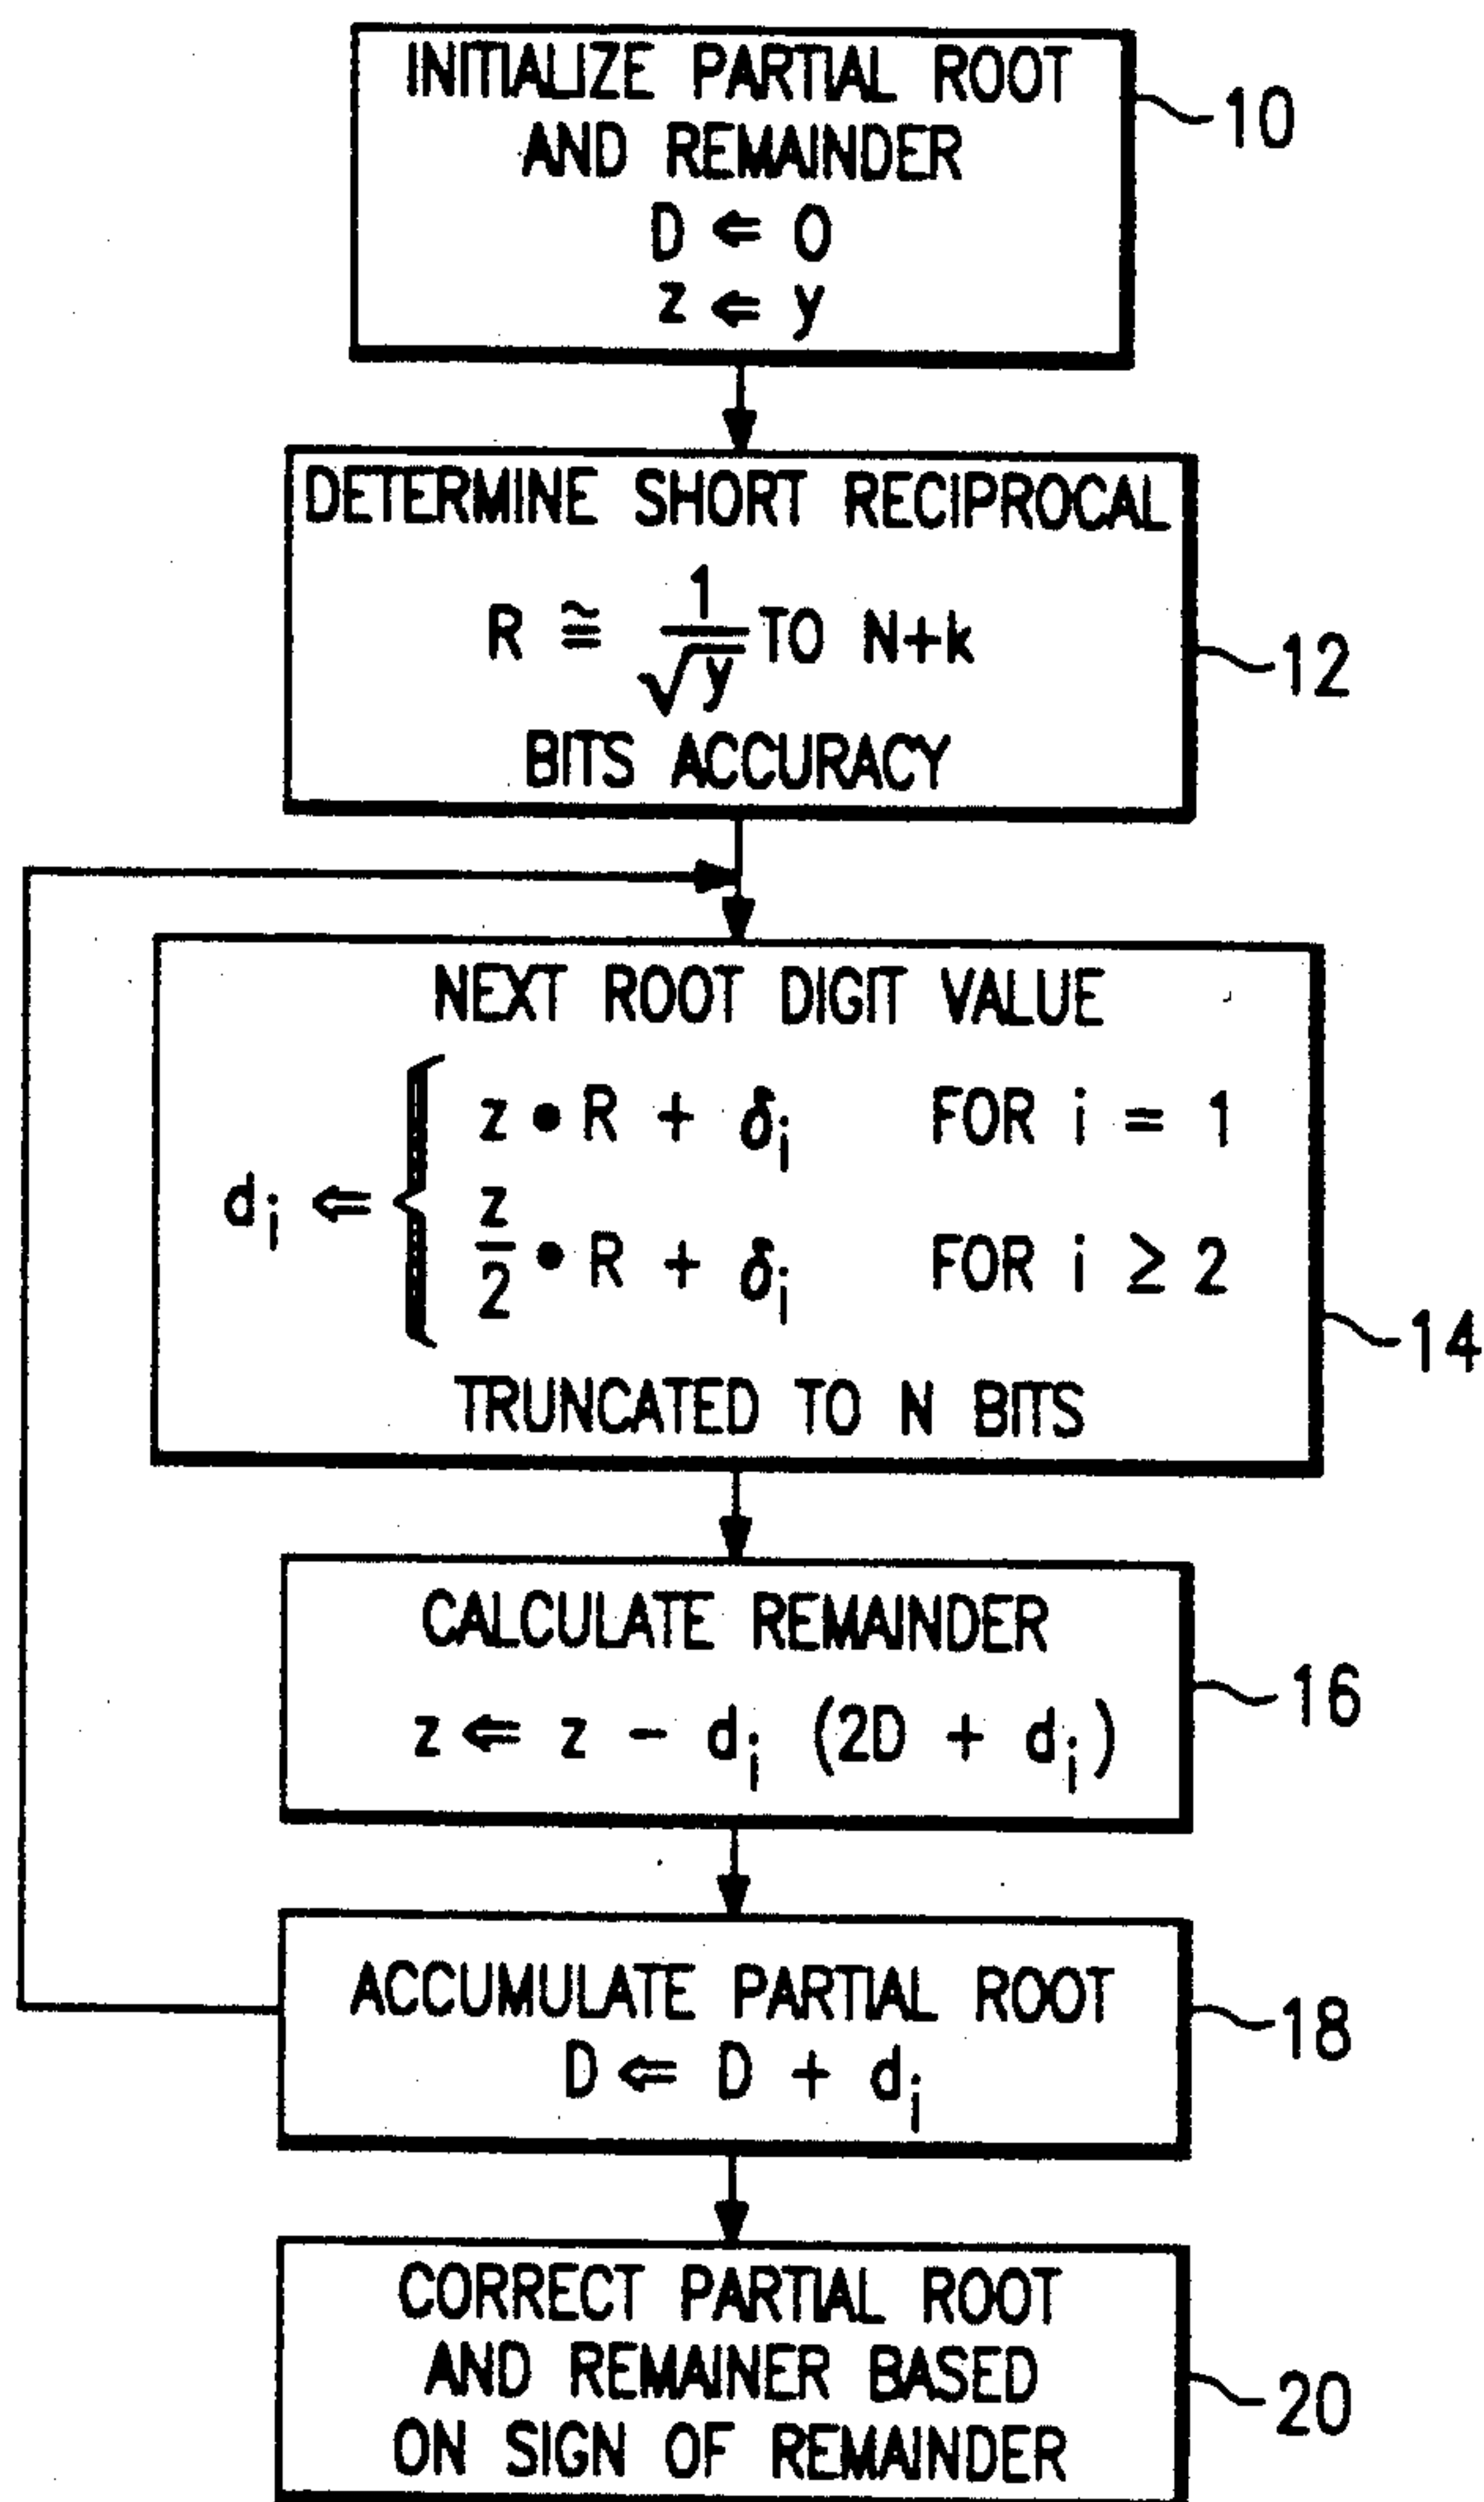 INITIALIZE PARTIAL ROOT
AND REMAINDER
D ⇐ 0
z ⇐ y
10
DETERMINE SHORT RECIPROCAL
R ≅ 1/√y TO N+k
BITS ACCURACY
12
NEXT ROOT DIGIT VALUE
z • R + δi FOR i = 1
di ⇐ {
z/2 • R + δi FOR i ≥ 2
TRUNCATED TO N BITS
14
CALCULATE REMAINDER
z ⇐ z - di (2D + di)
16
ACCUMULATE PARTIAL ROOT
D ⇐ D + di
18
CORRECT PARTIAL ROOT
AND REMAINER BASED
ON SIGN OF REMAINDER
20